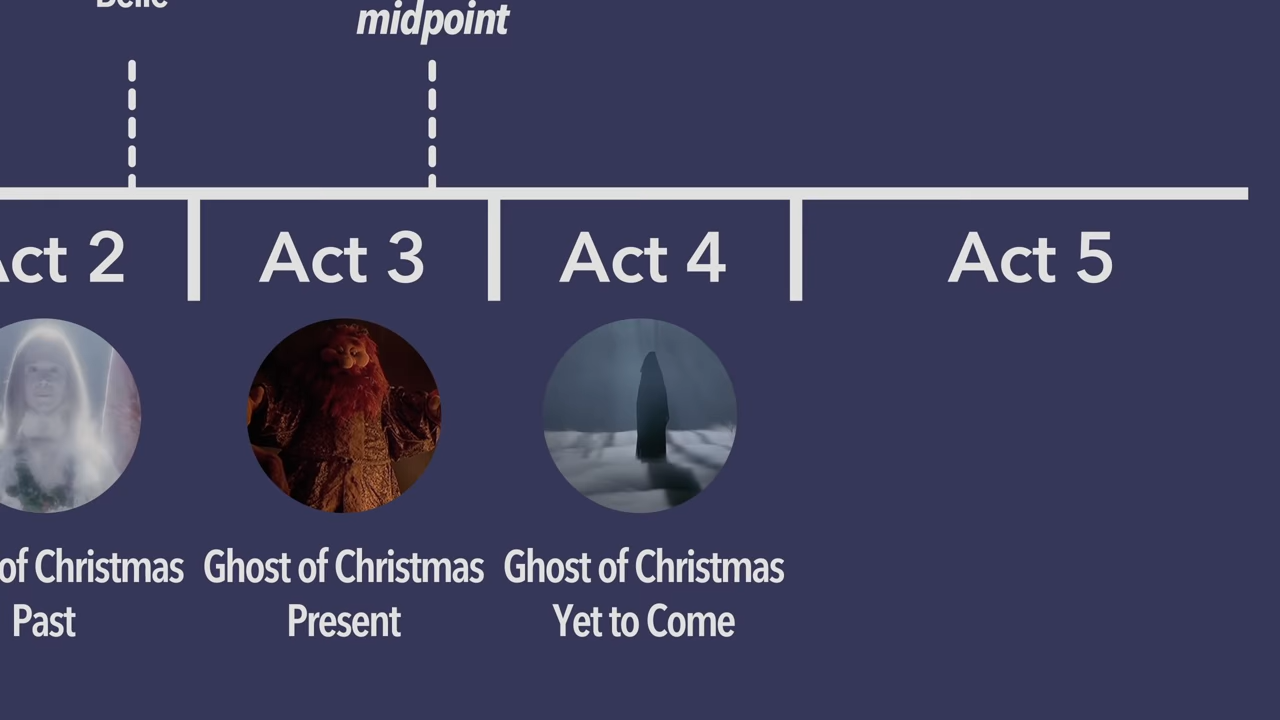 Belle
midpoint
Act 2
Act 3
Act 4
Act 5
of Christmas
Past
Ghost of Christmas
Present
Ghost of Christmas
Yet to Come